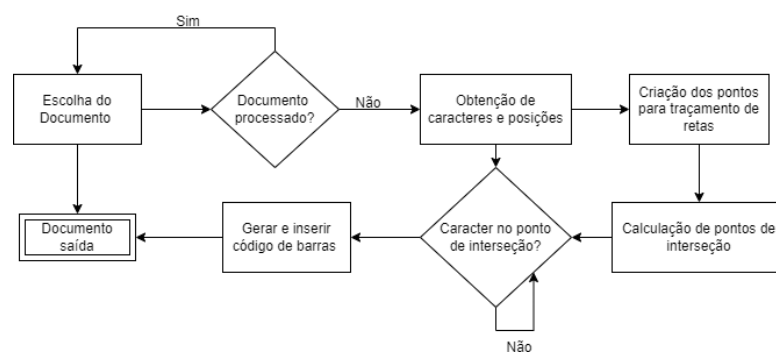 Sim
Escolha do
Documento
Documento
processado?
Não
Obtenção de
caracteres e posições
Criação dos pontos
para traçamento de
retas
Documento
saída
Gerar e inserir
código de barras
Caracter no ponto
de interseção?
Calculação de pontos de
interseção
Não